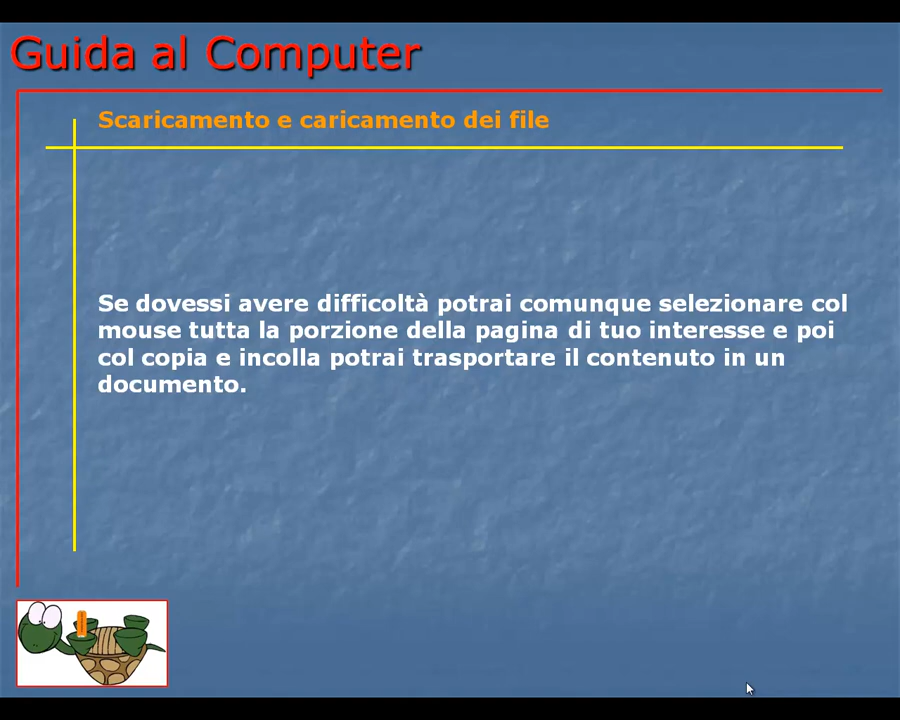 Guida al Computer
Scaricamento e caricamento dei file
Se dovessi avere difficoltà potrai comunque selezionare col
mouse tutta la porzione della pagina di tuo interesse e poi
col copia e incolla potrai trasportare il contenuto in un
documento.